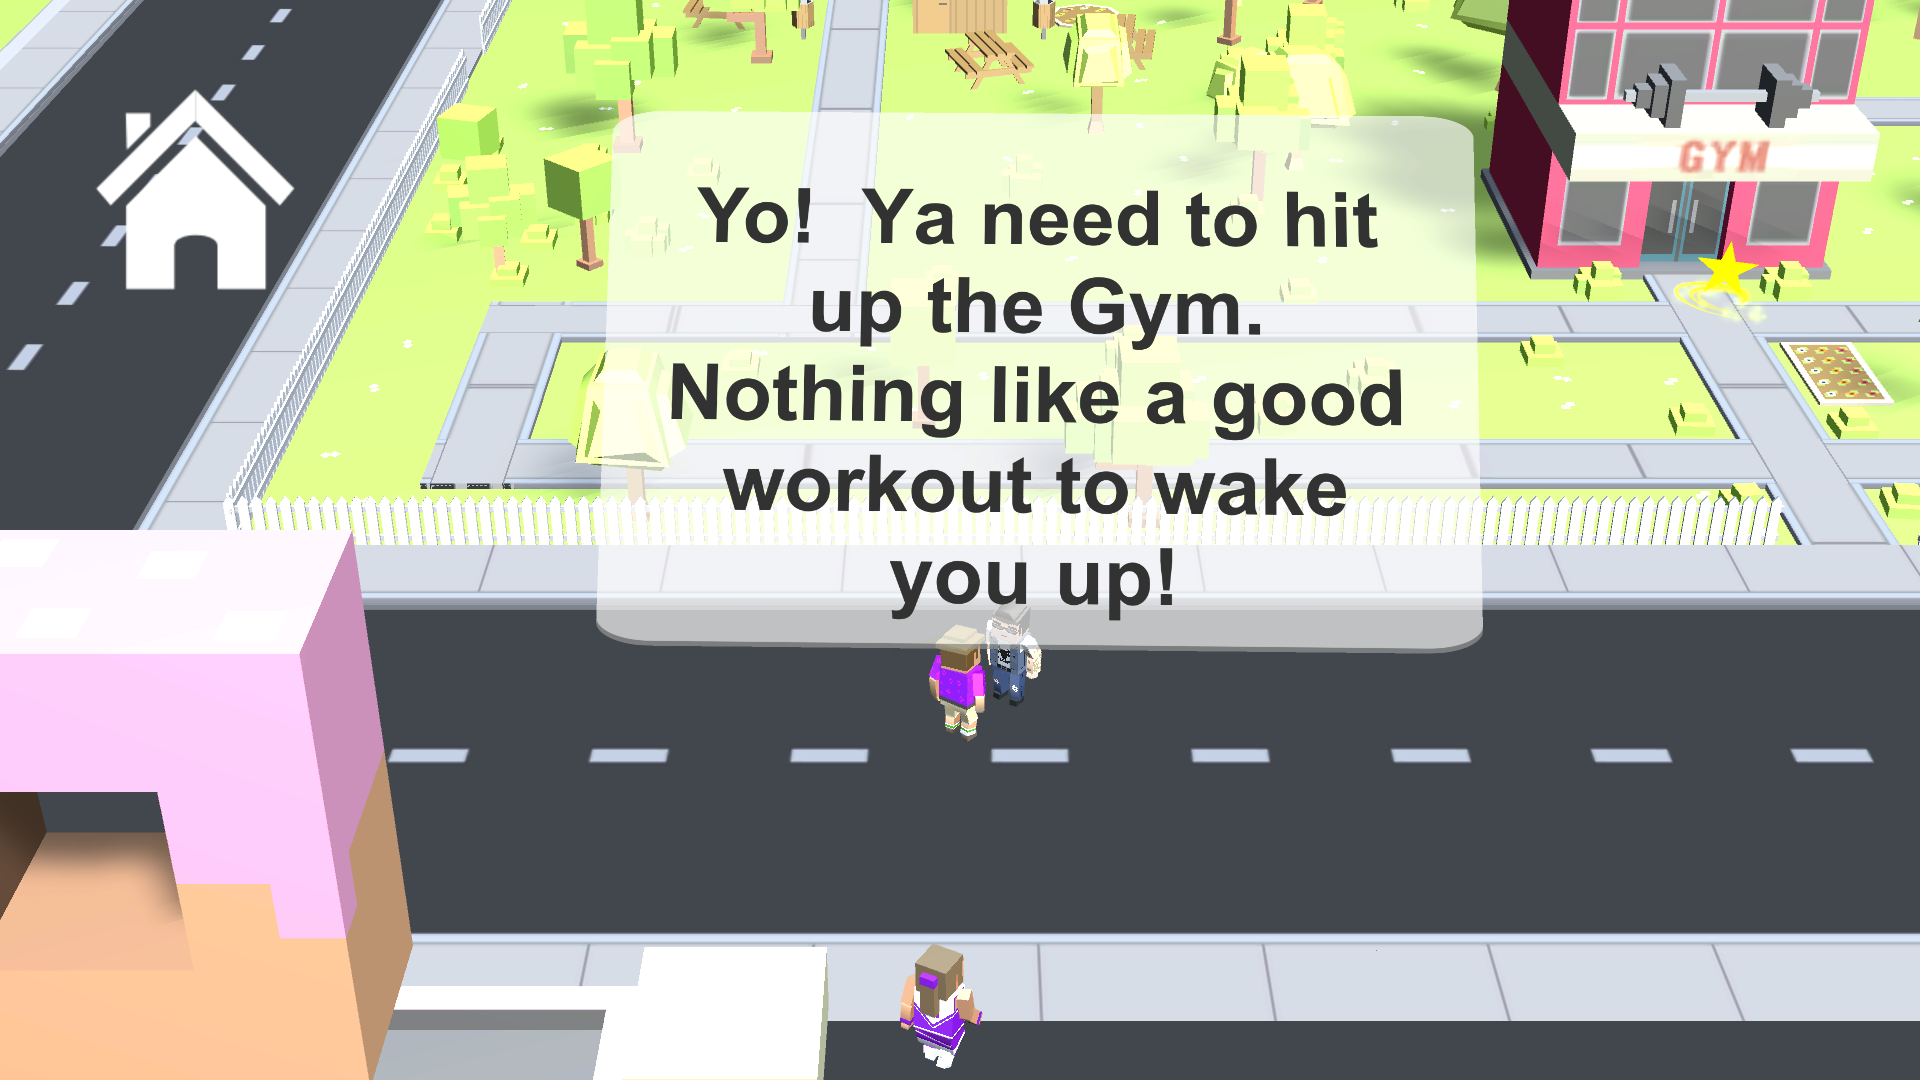 GYM
Yo!  Ya need to hit
up the Gym.
Nothing like a good
workout to wake
you up!